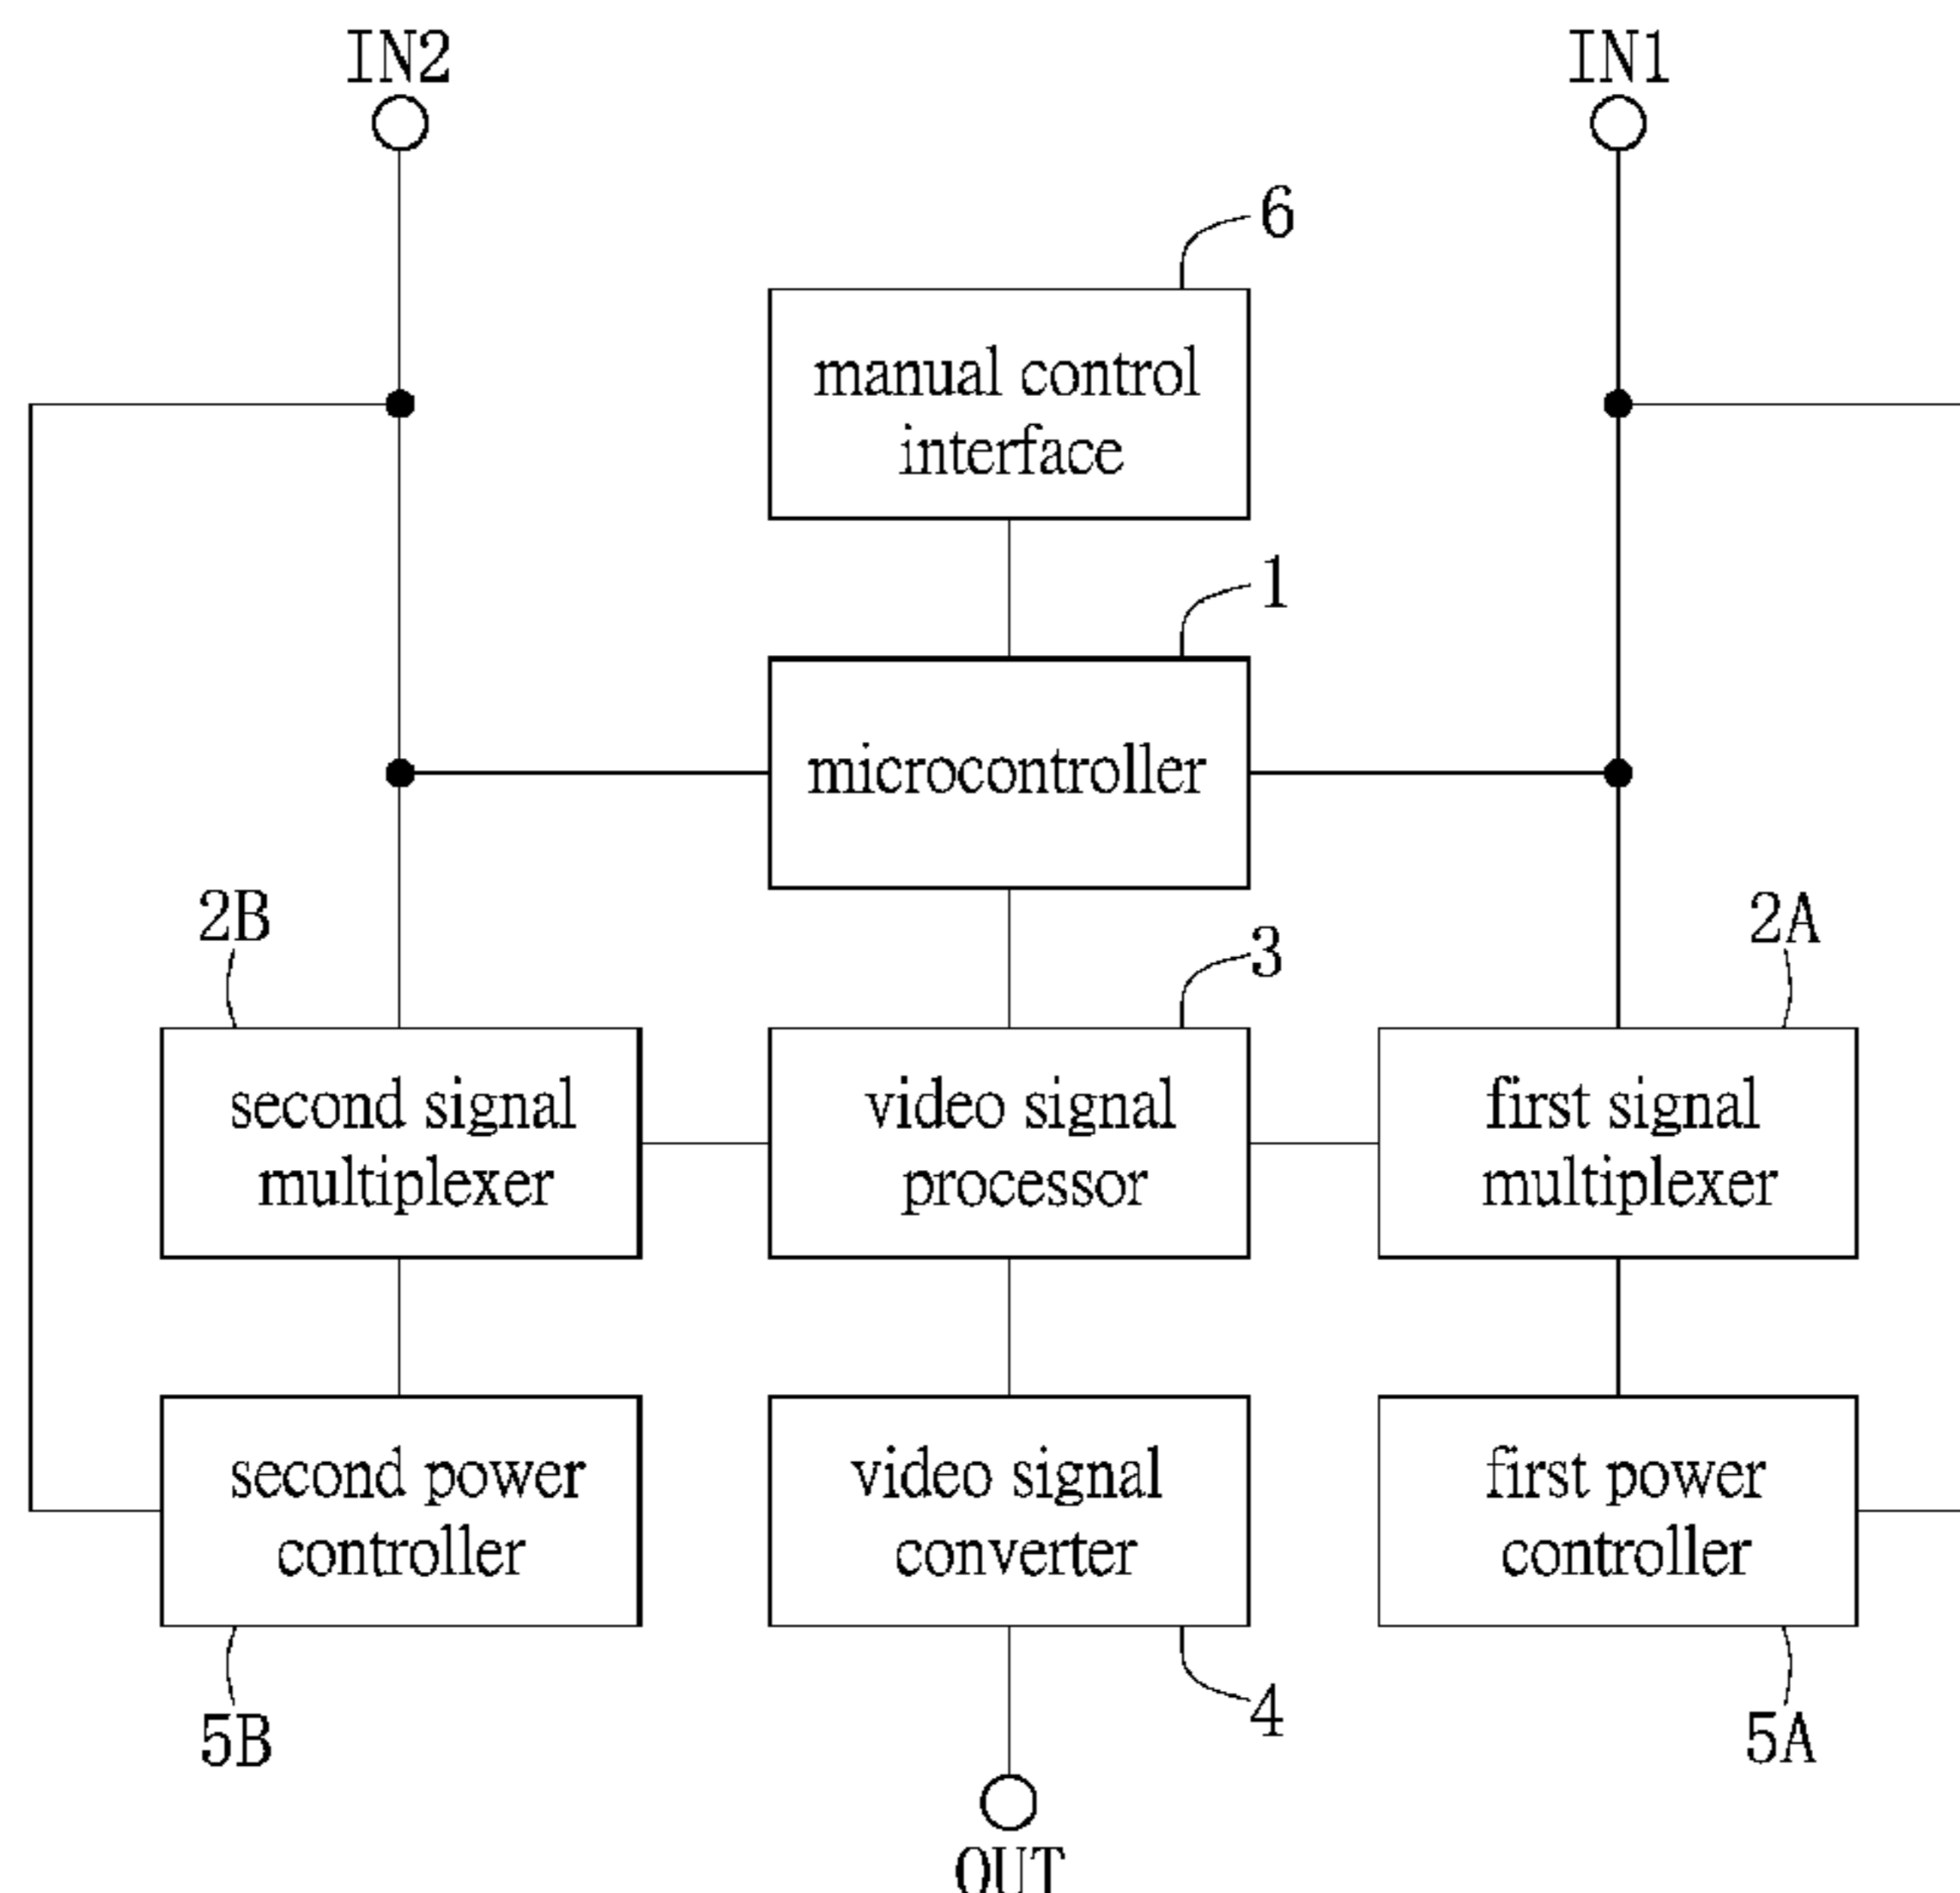 IN2
IN1
6
manual control
interface
1
microcontroller
2B
3
2A
second signal
multiplexer
video signal
processor
first signal
multiplexer
second power
controller
video signal
converter
first power
controller
5B
4
5A
OUT